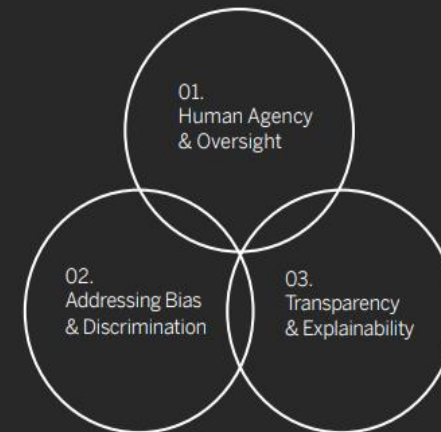 01.
Human Agency
& Oversight
02.
Addressing Bias
& Discrimination
03.
Transparency
& Explainability